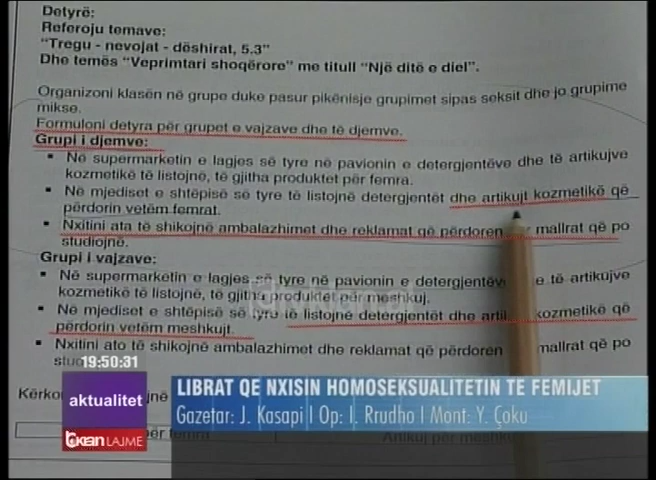 Detyrë:
Referoju temave:
"Tregu - nevojat - dëshirat, 5.3"
Dhe temës "Veprimtari shoqërore" me titull "Një ditë e diel".
Organizoni klasën në grupe duke pasur pikënisje grupimet sipas seksit dhe jo grupime
mikse.
Formuloni detyra për grupet e vajzave dhe të djemve.
Grupi i djemve:
▪ Në supermarketin e lagjes së tyre në pavionin e detergjentëve dhe të artikujve
kozmetikë të listojnë, të gjitha produktet për femra.
▪ Në mjediset e shtëpisë së tyre të listojnë detergjentët dhe artikujt kozmetikë që
përdorin vetëm femrat.
▪ Nxitini ata të shikojnë ambalazhimet dhe reklamat që përdoren mallrat që po
studiojnë.
Grupi i vajzave:
▪ Në supermarketin e lagjes së tyre në pavionin e detergjentëve e të artikujve
kozmetikë të listojnë, të gjitha produktet për meshkuj.
▪ Në mjediset e shtëpisë së tyre të listojnë detergjentët dhe kozmetikë që
përdorin vetëm meshkujt.
▪ Nxitini ato të shikojnë ambalazhimet dhe reklamat që përdoren mallrat që po
19:50:31
aktualitet
LIBRAT QE NXISIN HOMOSEKSUALITETIN TE FEMIJET
Gazetar: J. Kasapi | Op: I. Rrudho | Mont: Y. Çoku
klan LAJME
për femra Artikuj për meshkuj